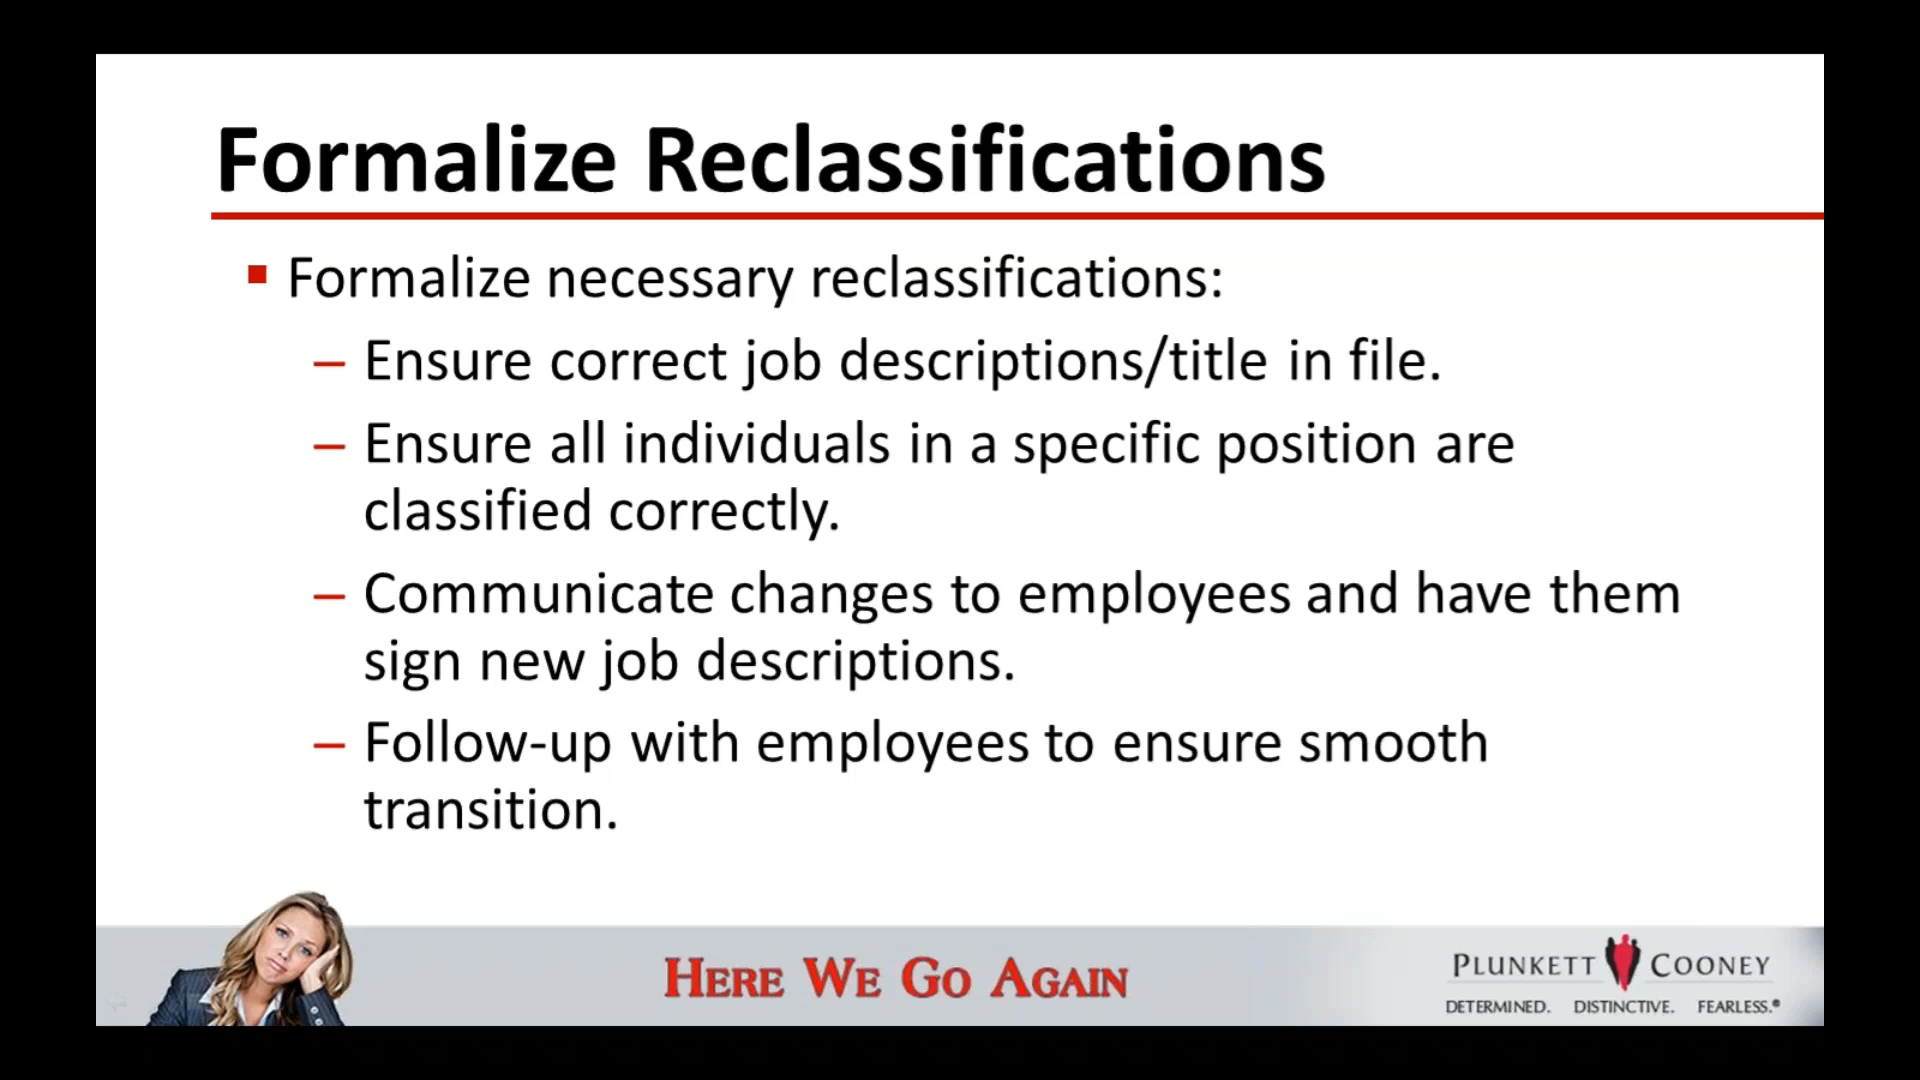 Formalize Reclassifications
▪ Formalize necessary reclassifications:
– Ensure correct job descriptions/title in file.
– Ensure all individuals in a specific position are
classified correctly.
– Communicate changes to employees and have them
sign new job descriptions.
– Follow-up with employees to ensure smooth
transition.
HERE WE GO AGAIN
PLUNKETT COONEY
DETERMINED. DISTINCTIVE. FEARLESS.®